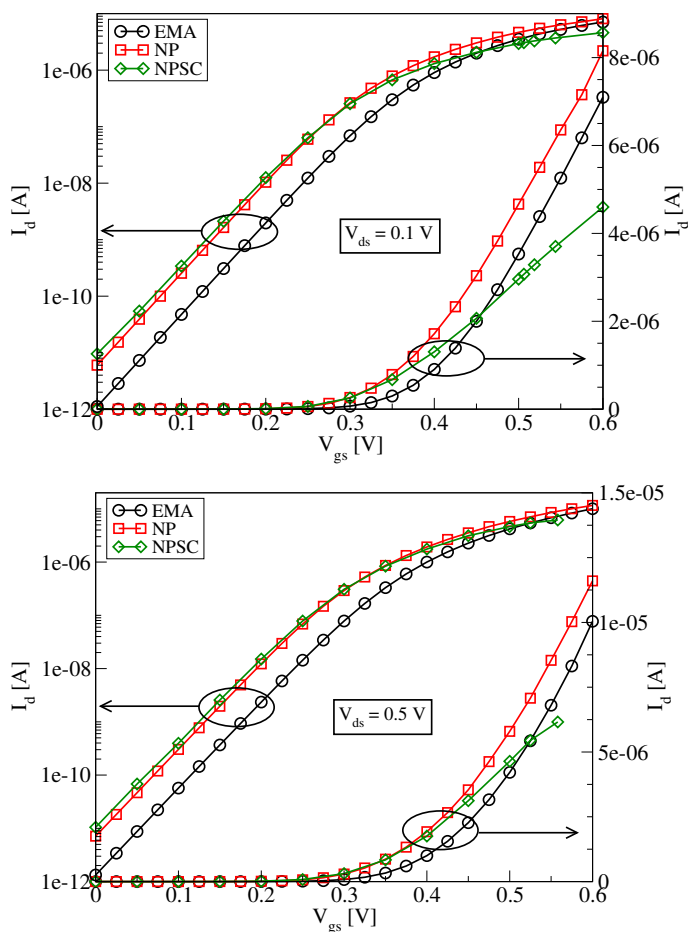 EMA
NP
NPSC
1e-06
1e-08
1e-10
1e-12
I_d [A]
V_ds = 0.1 V
8e-06
6e-06
4e-06
2e-06
0
I_d [A]
0 0.1 0.2 0.3 0.4 0.5 0.6
V_gs [V]
EMA
NP
NPSC
1e-06
1e-08
1e-10
1e-12
I_d [A]
V_ds = 0.5 V
1.5e-05
1e-05
5e-06
0
I_d [A]
0 0.1 0.2 0.3 0.4 0.5 0.6
V_gs [V]